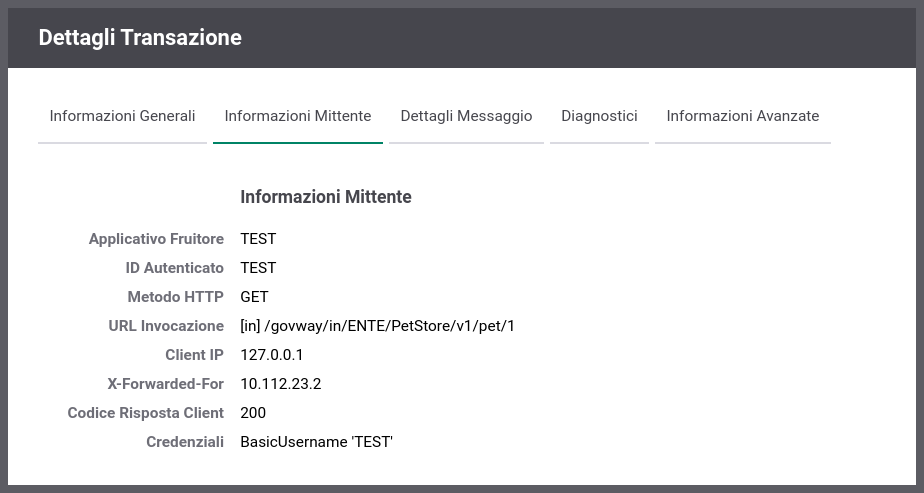 Dettagli Transazione
Informazioni Generali Informazioni Mittente Dettagli Messaggio Diagnostici Informazioni Avanzate
Informazioni Mittente
Applicativo Fruitore TEST
ID Autenticato TEST
Metodo HTTP GET
URL Invocazione [in] /govway/in/ENTE/PetStore/v1/pet/1
Client IP 127.0.0.1
X-Forwarded-For 10.112.23.2
Codice Risposta Client 200
Credenziali BasicUsername 'TEST'